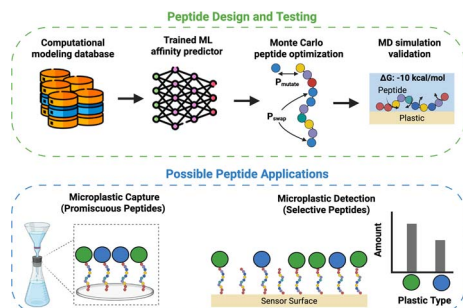 Peptide Design and Testing
Computational
modeling database
Trained ML
affinity predictor
Monte Carlo
peptide optimization
MD simulation
validation
Pmutate
Pswap
ΔG: -10 kcal/mol
Peptide
Plastic
Possible Peptide Applications
Microplastic Capture
(Promiscuous Peptides)
Microplastic Detection
(Selective Peptides)
Sensor Surface
Amount
Plastic Type